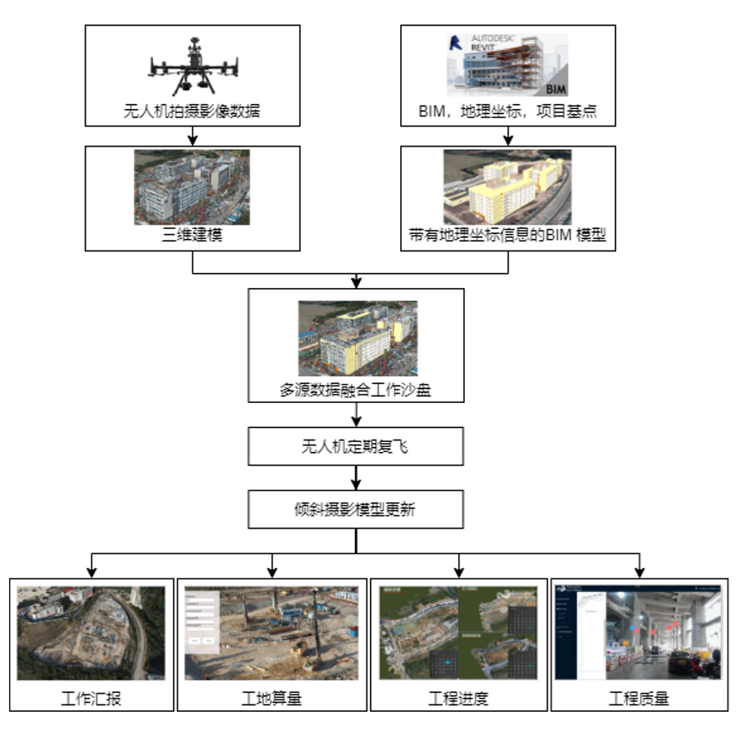 无人机拍摄影像数据
AUTODESK
REVIT
BIM
BIM，地理坐标，项目基点
三维建模
带有地理坐标信息的BIM 模型
多源数据融合工作沙盘
无人机定期复飞
倾斜摄影模型更新
工作汇报
工地算量
工程进度
工程质量